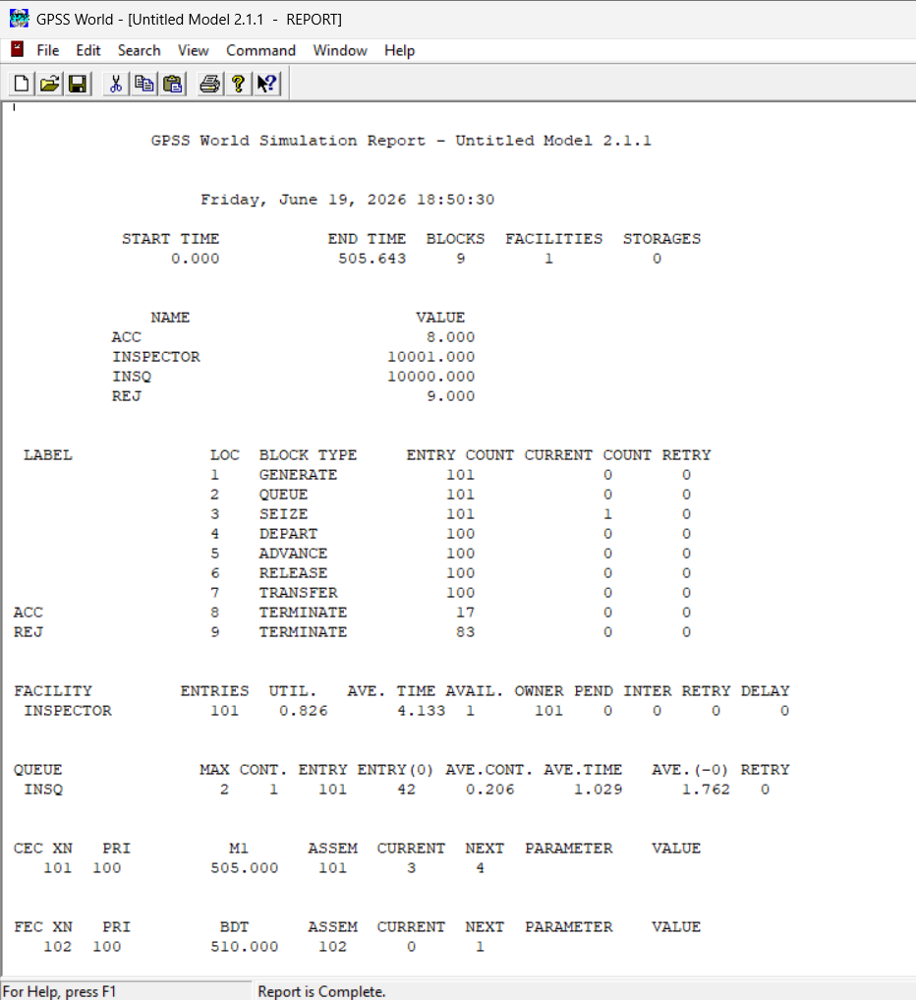 GPSS World - [Untitled Model 2.1.1 - REPORT]
File Edit Search View Command Window Help
GPSS World Simulation Report - Untitled Model 2.1.1
Friday, June 19, 2026 18:50:30
START TIME END TIME BLOCKS FACILITIES STORAGES
0.000 505.643 9 1 0
NAME VALUE
ACC 8.000
INSPECTOR 10001.000
INSQ 10000.000
REJ 9.000
LABEL LOC BLOCK TYPE ENTRY COUNT CURRENT COUNT RETRY
1 GENERATE 101 0 0
2 QUEUE 101 0 0
3 SEIZE 101 1 0
4 DEPART 100 0 0
5 ADVANCE 100 0 0
6 RELEASE 100 0 0
7 TRANSFER 100 0 0
ACC 8 TERMINATE 17 0 0
REJ 9 TERMINATE 83 0 0
FACILITY ENTRIES UTIL. AVE. TIME AVAIL. OWNER PEND INTER RETRY DELAY
INSPECTOR 101 0.826 4.133 1 101 0 0 0 0
QUEUE MAX CONT. ENTRY ENTRY(0) AVE.CONT. AVE.TIME AVE.(-0) RETRY
INSQ 2 1 101 42 0.206 1.029 1.762 0
CEC XN PRI M1 ASSEM CURRENT NEXT PARAMETER VALUE
101 100 505.000 101 3 4
FEC XN PRI BDT ASSEM CURRENT NEXT PARAMETER VALUE
102 100 510.000 102 0 1
For Help, press F1 Report is Complete.